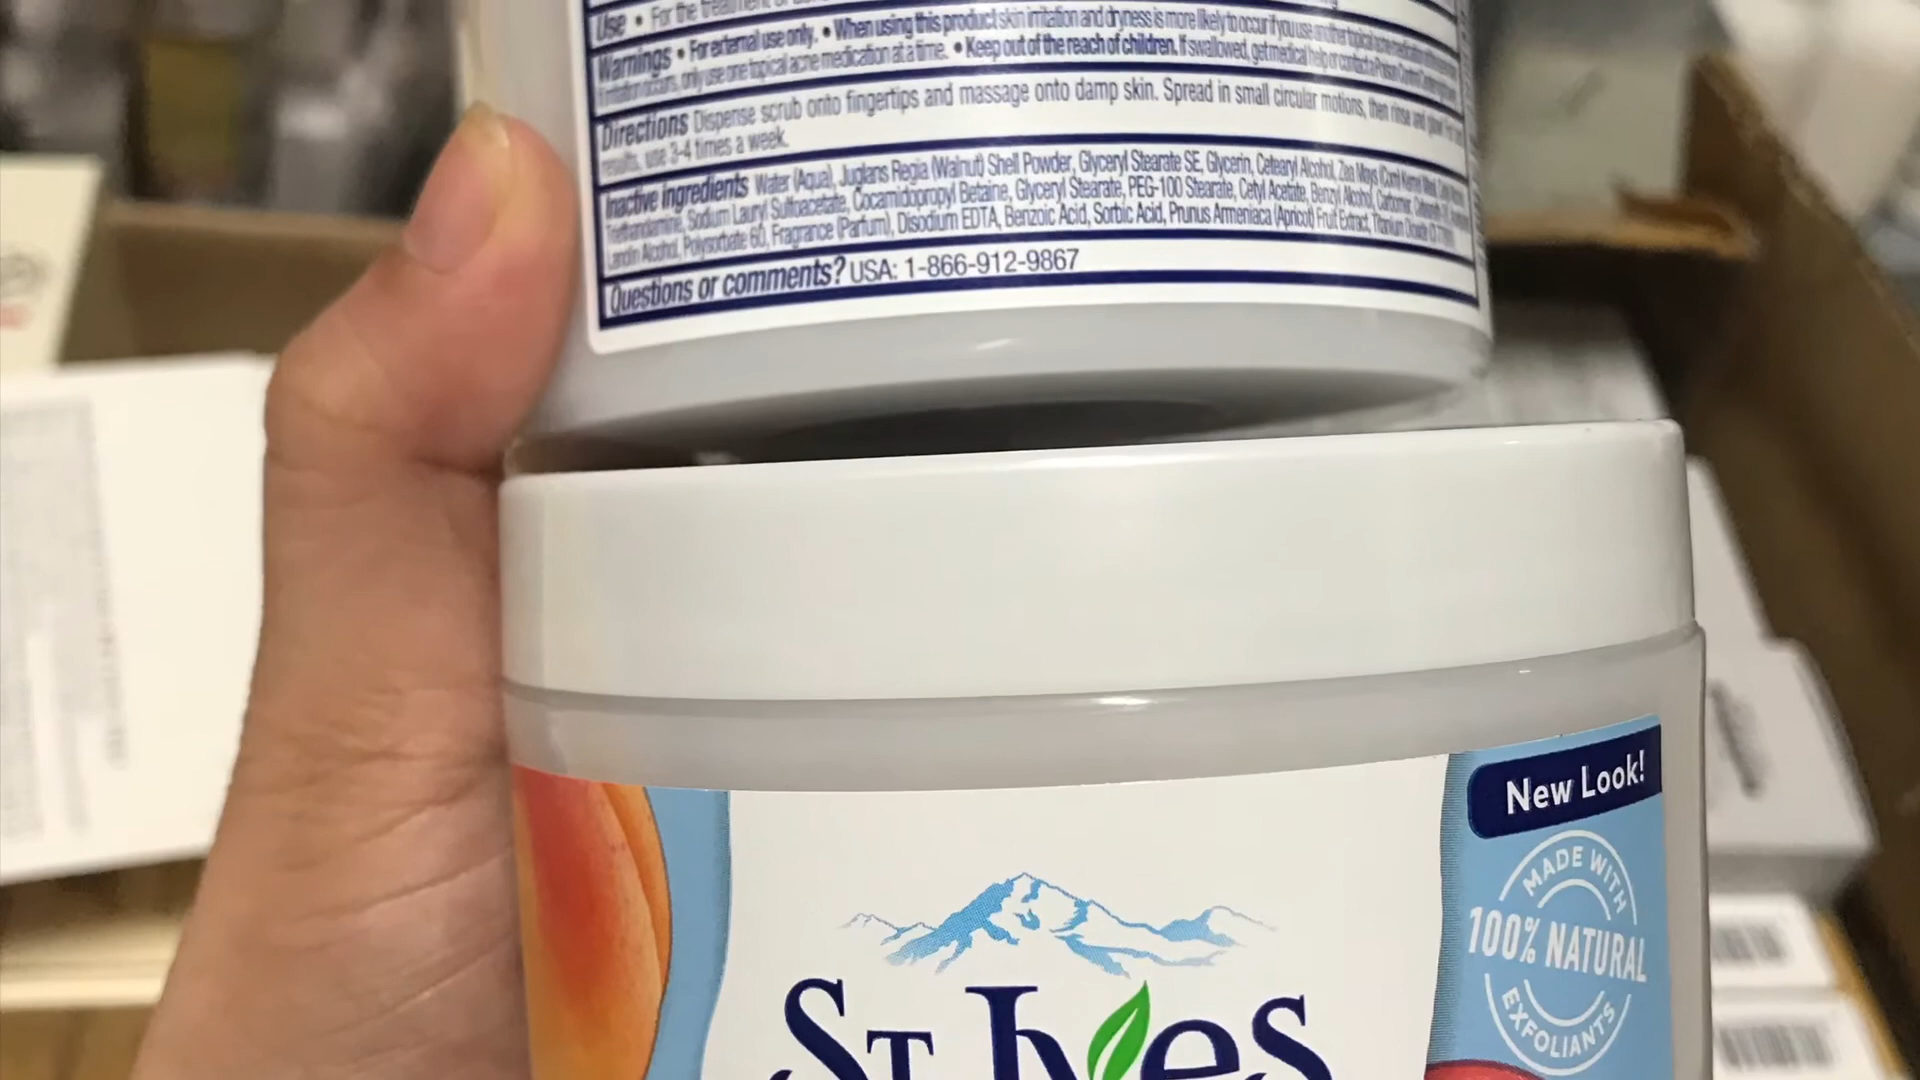 Use • For the treatment of
Warnings • For external use only. • When using this product skin irritation and dryness is more likely to occur if you use another topical acne medication
irritation occurs, only use one topical acne medication at a time. • Keep out of the reach of children. If swallowed, get medical help or contact a Poison Control Center
Directions Dispense scrub onto fingertips and massage onto damp skin. Spread in small circular motions, then rinse and
results, use 3-4 times a week.
Inactive Ingredients Water (Aqua), Juglans Regia (Walnut) Shell Powder, Glyceryl Stearate SE, Glycerin, Cetearyl Alcohol, Zea Mays (Corn) Kernel Meal,
Triethanolamine, Sodium Lauryl Sulfoacetate, Cocamidopropyl Betaine, Glyceryl Stearate, PEG-100 Stearate, Cetyl Acetate, Benzyl Alcohol, Carbomer,
Lanolin Alcohol, Polysorbate 60, Fragrance (Parfum), Disodium EDTA, Benzoic Acid, Sorbic Acid, Prunus Armeniaca (Apricot) Fruit Extract, Titanium Dioxide
Questions or comments? USA: 1-866-912-9867
New Look!
MADE WITH
100% NATURAL
EXFOLIANTS
ST. Ives